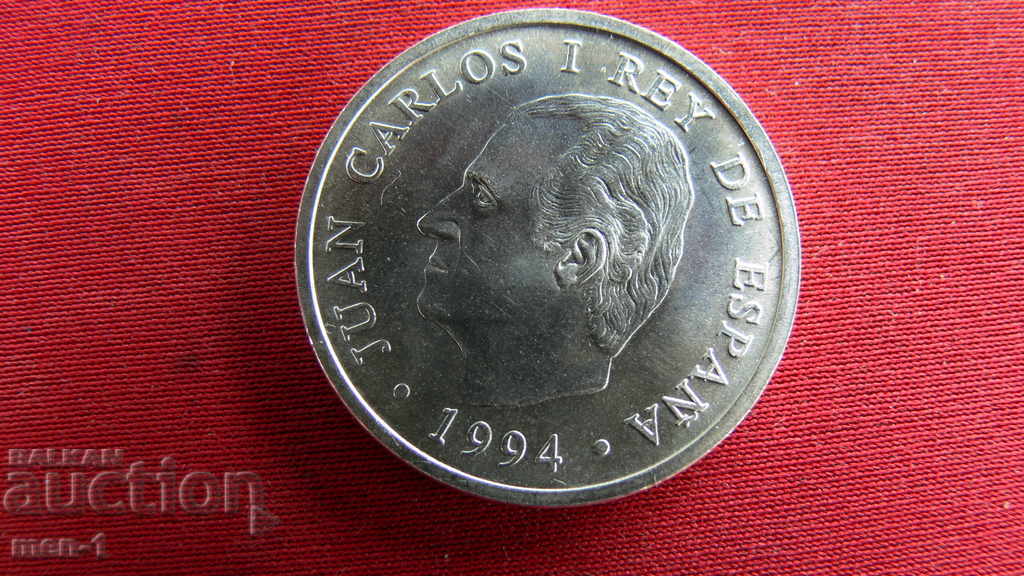 JUAN CARLOS I REY DE ESPAÑA
· 1994 ·
BALKAN
auction
men-1